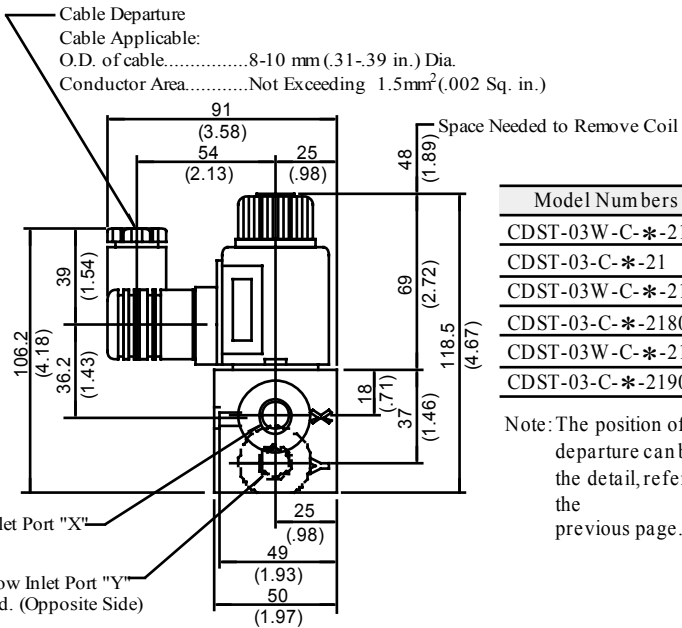 Cable Departure
Cable Applicable:
O.D. of cable................8-10 mm (.31-.39 in.) Dia.
Conductor Area............Not Exceeding 1.5mm²(.002 Sq. in.)
91
(3.58)
54
(2.13)
25
(.98)
48
(1.89)
Space Needed to Remove Coil
106.2
(4.18)
39
(1.54)
36.2
(1.43)
69
(2.72)
118.5
(4.67)
18
(.71)
37
(1.46)
X
Y
let Port "X"
ow Inlet Port "Y"
d. (Opposite Side)
25
(.98)
49
(1.93)
50
(1.97)
Model Numbers
CDST-03W-C-*-21
CDST-03-C-*-21
CDST-03W-C-*-21
CDST-03-C-*-2180
CDST-03W-C-*-21
CDST-03-C-*-2190
Note: The position of
departure can b
the detail, refer
the
previous page.